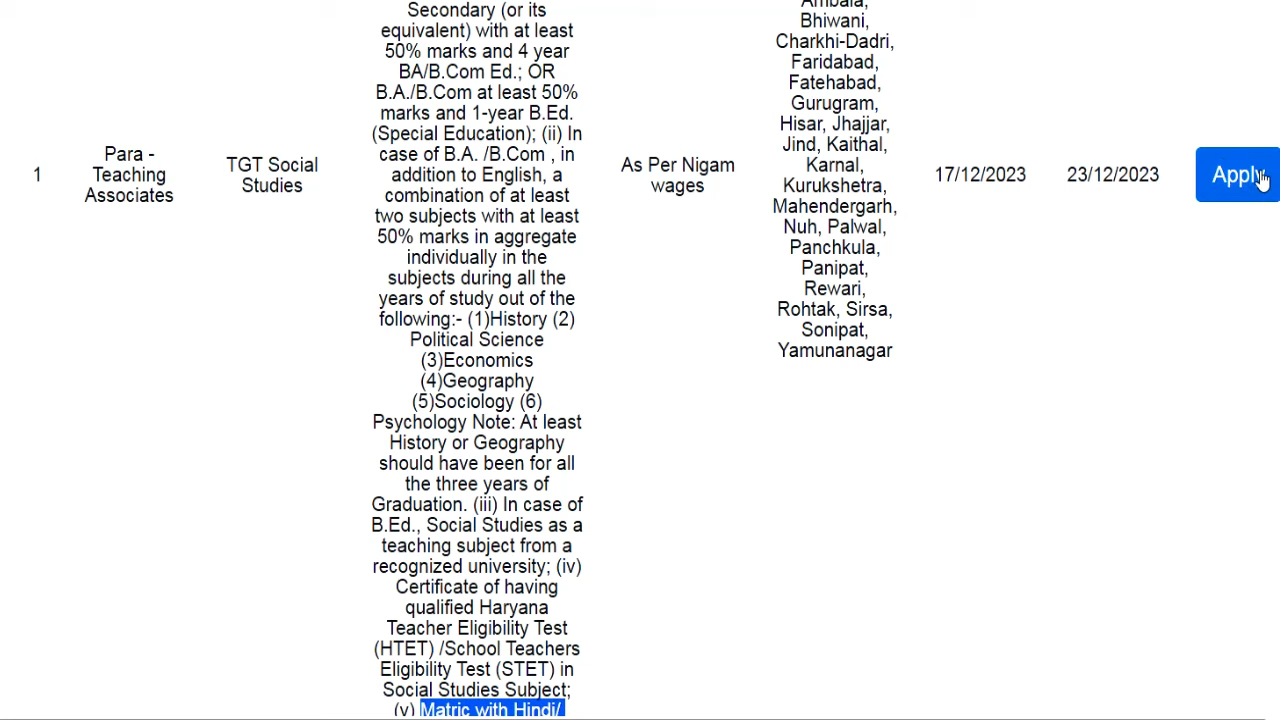 1
Para -
Teaching
Associates
TGT Social
Studies
Secondary (or its
equivalent) with at least
50% marks and 4 year
BA/B.Com Ed.; OR
B.A./B.Com at least 50%
marks and 1-year B.Ed.
(Special Education); (ii) In
case of B.A. /B.Com , in
addition to English, a
combination of at least
two subjects with at least
50% marks in aggregate
individually in the
subjects during all the
years of study out of the
following:- (1)History (2)
Political Science
(3)Economics
(4)Geography
(5)Sociology (6)
Psychology Note: At least
History or Geography
should have been for all
the three years of
Graduation. (iii) In case of
B.Ed., Social Studies as a
teaching subject from a
recognized university; (iv)
Certificate of having
qualified Haryana
Teacher Eligibility Test
(HTET) /School Teachers
Eligibility Test (STET) in
Social Studies Subject;
(v) Matric with Hindi/
As Per Nigam
wages
Ambala,
Bhiwani,
Charkhi-Dadri,
Faridabad,
Fatehabad,
Gurugram,
Hisar, Jhajjar,
Jind, Kaithal,
Karnal,
Kurukshetra,
Mahendergarh,
Nuh, Palwal,
Panchkula,
Panipat,
Rewari,
Rohtak, Sirsa,
Sonipat,
Yamunanagar
17/12/2023
23/12/2023
Apply